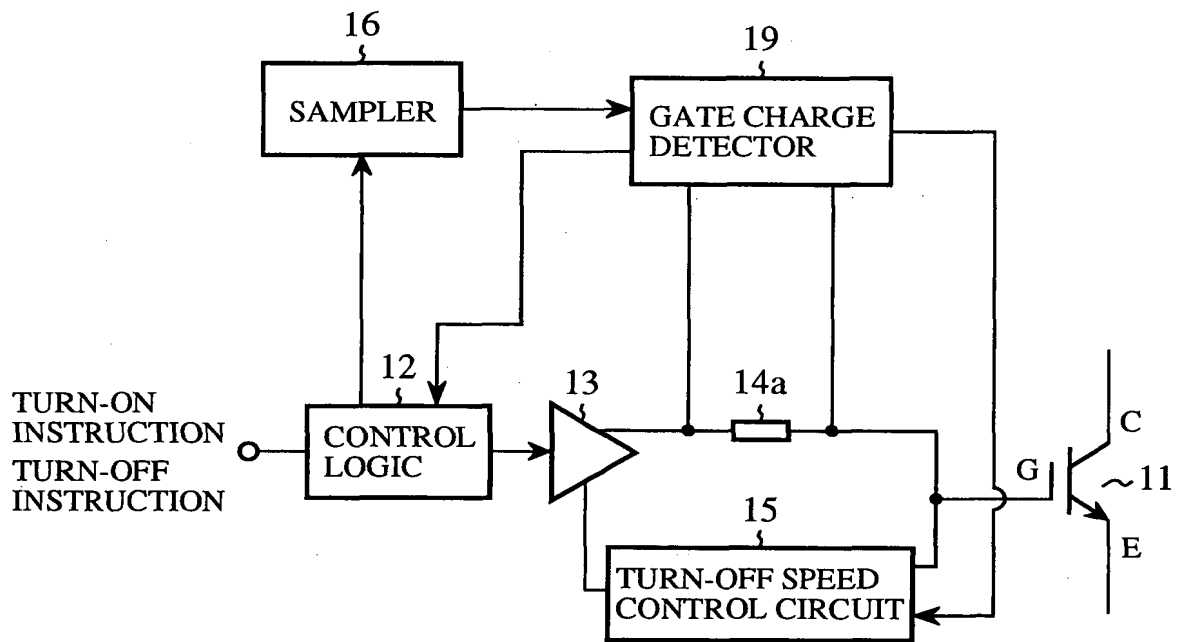 16
SAMPLER
19
GATE CHARGE
DETECTOR
12
CONTROL
LOGIC
TURN-ON
INSTRUCTION
TURN-OFF
INSTRUCTION
13
14a
15
TURN-OFF SPEED
CONTROL CIRCUIT
C
G
11
E